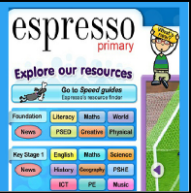 espresso
primary
Explore our resources
Go to Speed guides
Espresso's resource finder
Foundation Literacy Maths World
News PSED Creative Physical
Key Stage 1 English Maths Science
News History Geography PSHE
ICT PE Music